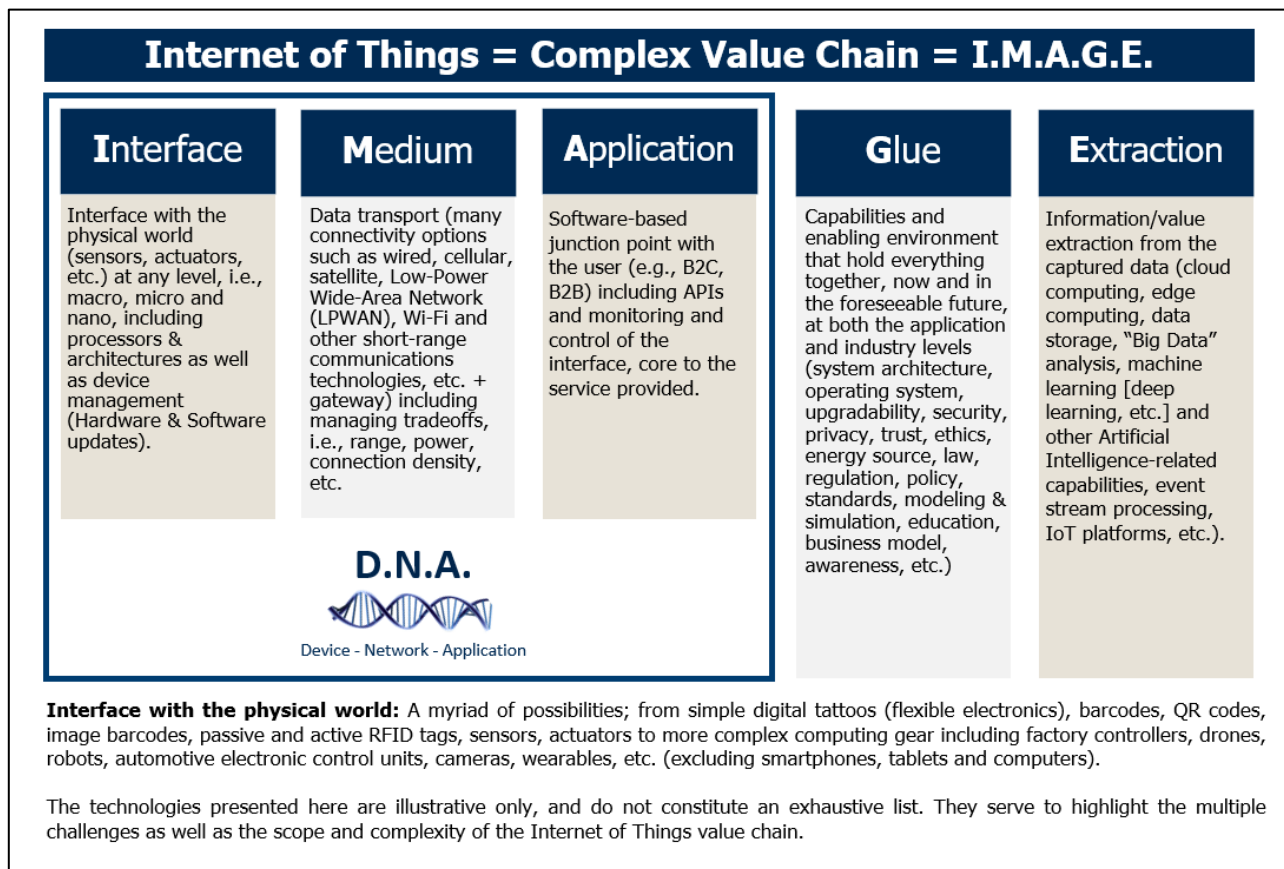 Internet of Things = Complex Value Chain = I.M.A.G.E.
Interface
Interface with the
physical world
(sensors, actuators,
etc.) at any level, i.e.,
macro, micro and
nano, including
processors &
architectures as well
as device
management
(Hardware & Software
updates).
Medium
Data transport (many
connectivity options
such as wired, cellular,
satellite, Low-Power
Wide-Area Network
(LPWAN), Wi-Fi and
other short-range
communications
technologies, etc. +
gateway) including
managing tradeoffs,
i.e., range, power,
connection density,
etc.
Application
Software-based
junction point with
the user (e.g., B2C,
B2B) including APIs
and monitoring and
control of the
interface, core to the
service provided.
D.N.A.
Device - Network - Application
Glue
Capabilities and
enabling environment
that hold everything
together, now and in
the foreseeable future,
at both the application
and industry levels
(system architecture,
operating system,
upgradability, security,
privacy, trust, ethics,
energy source, law,
regulation, policy,
standards, modeling &
simulation, education,
business model,
awareness, etc.)
Extraction
Information/value
extraction from the
captured data (cloud
computing, edge
computing, data
storage, “Big Data”
analysis, machine
learning [deep
learning, etc.] and
other Artificial
Intelligence-related
capabilities, event
stream processing,
IoT platforms, etc.).
Interface with the physical world: A myriad of possibilities; from simple digital tattoos (flexible electronics), barcodes, QR codes,
image barcodes, passive and active RFID tags, sensors, actuators to more complex computing gear including factory controllers, drones,
robots, automotive electronic control units, cameras, wearables, etc. (excluding smartphones, tablets and computers).
The technologies presented here are illustrative only, and do not constitute an exhaustive list. They serve to highlight the multiple
challenges as well as the scope and complexity of the Internet of Things value chain.